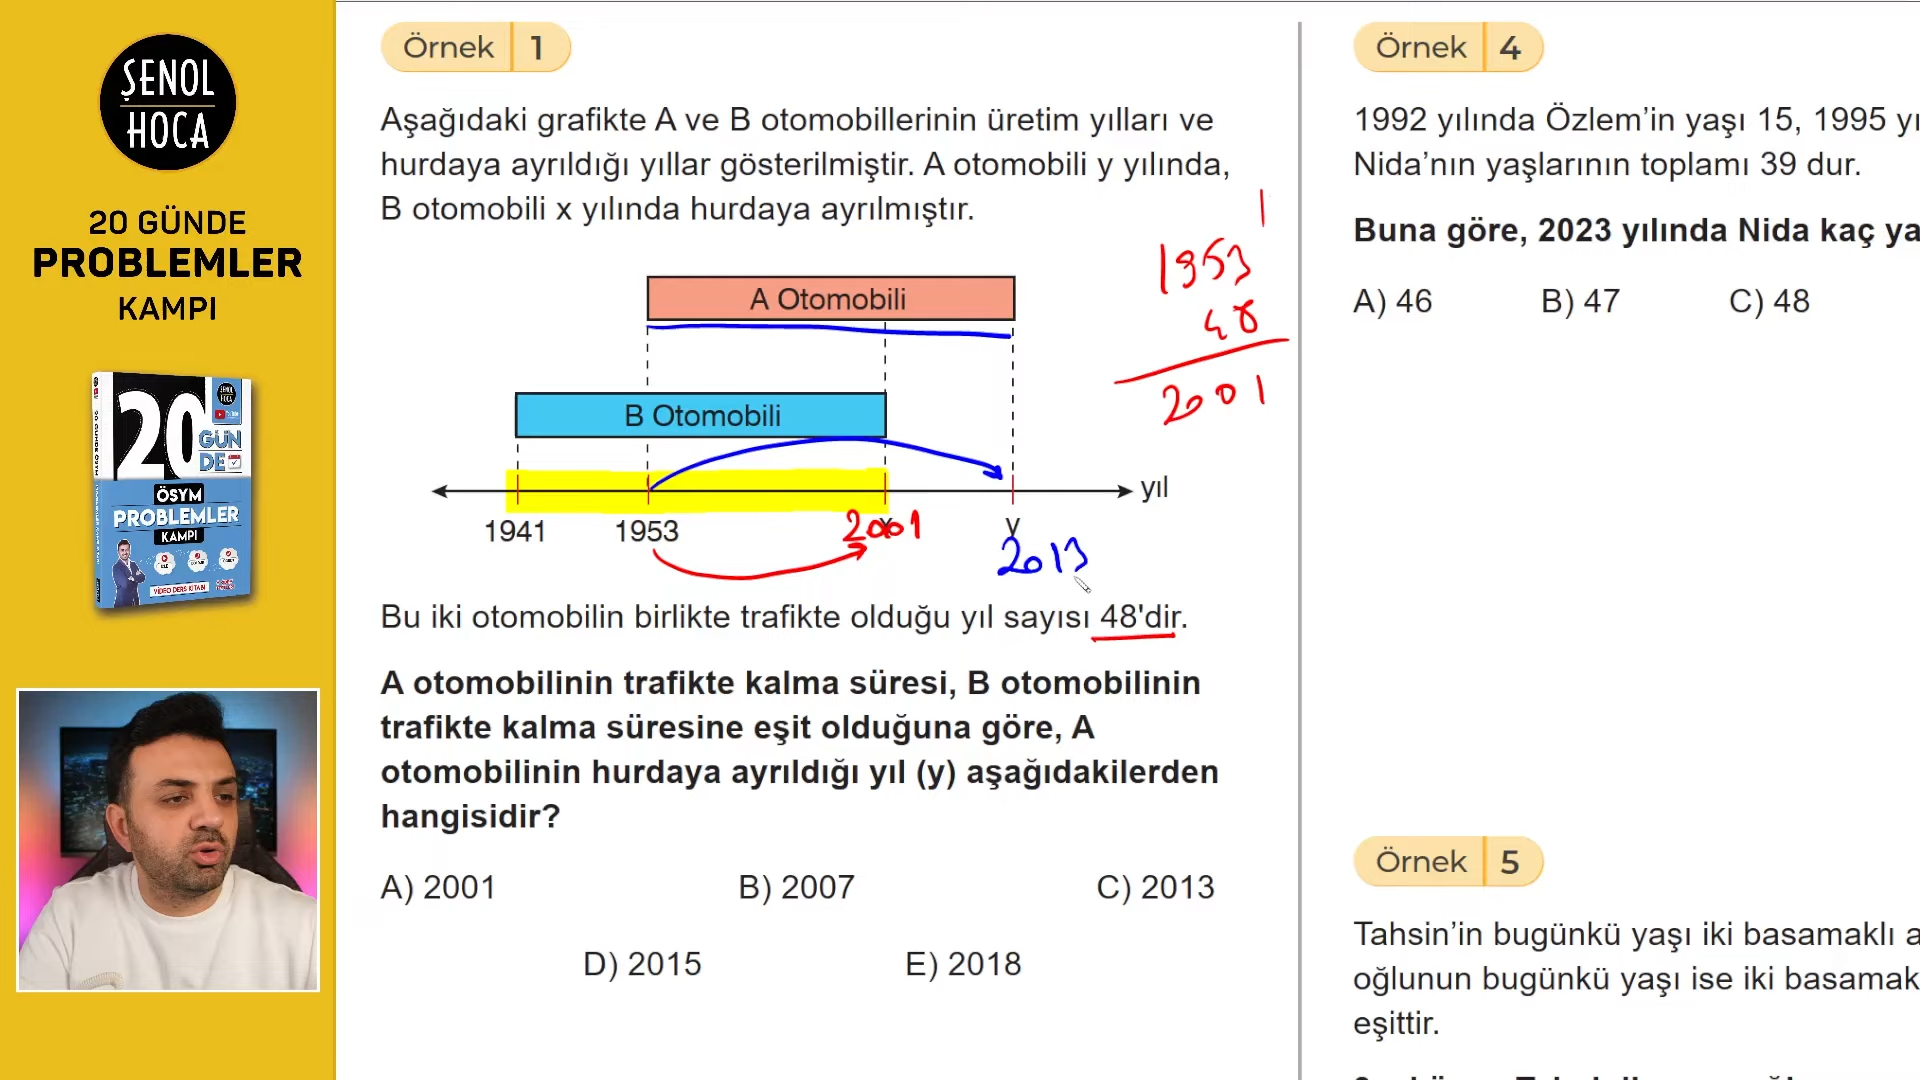 ŞENOL
HOCA
20 GÜNDE
PROBLEMLER
KAMPI
20
GÜN
DE
ÖSYM
PROBLEMLER
KAMPI
VİDEO DERS KİTABI
Örnek 1
Aşağıdaki grafikte A ve B otomobillerinin üretim yılları ve
hurdaya ayrıldığı yıllar gösterilmiştir. A otomobili y yılında,
B otomobili x yılında hurdaya ayrılmıştır.
1953
48
2001
A Otomobili
B Otomobili
yıl
1941 1953 2001 y
2013
Bu iki otomobilin birlikte trafikte olduğu yıl sayısı 48'dir.
A otomobilinin trafikte kalma süresi, B otomobilinin
trafikte kalma süresine eşit olduğuna göre, A
otomobilinin hurdaya ayrıldığı yıl (y) aşağıdakilerden
hangisidir?
A) 2001 B) 2007 C) 2013
D) 2015 E) 2018
Örnek 4
1992 yılında Özlem’in yaşı 15, 1995 yı
Nida’nın yaşlarının toplamı 39 dur.
Buna göre, 2023 yılında Nida kaç ya
A) 46 B) 47 C) 48
Örnek 5
Tahsin’in bugünkü yaşı iki basamaklı a
oğlunun bugünkü yaşı ise iki basamak
eşittir.